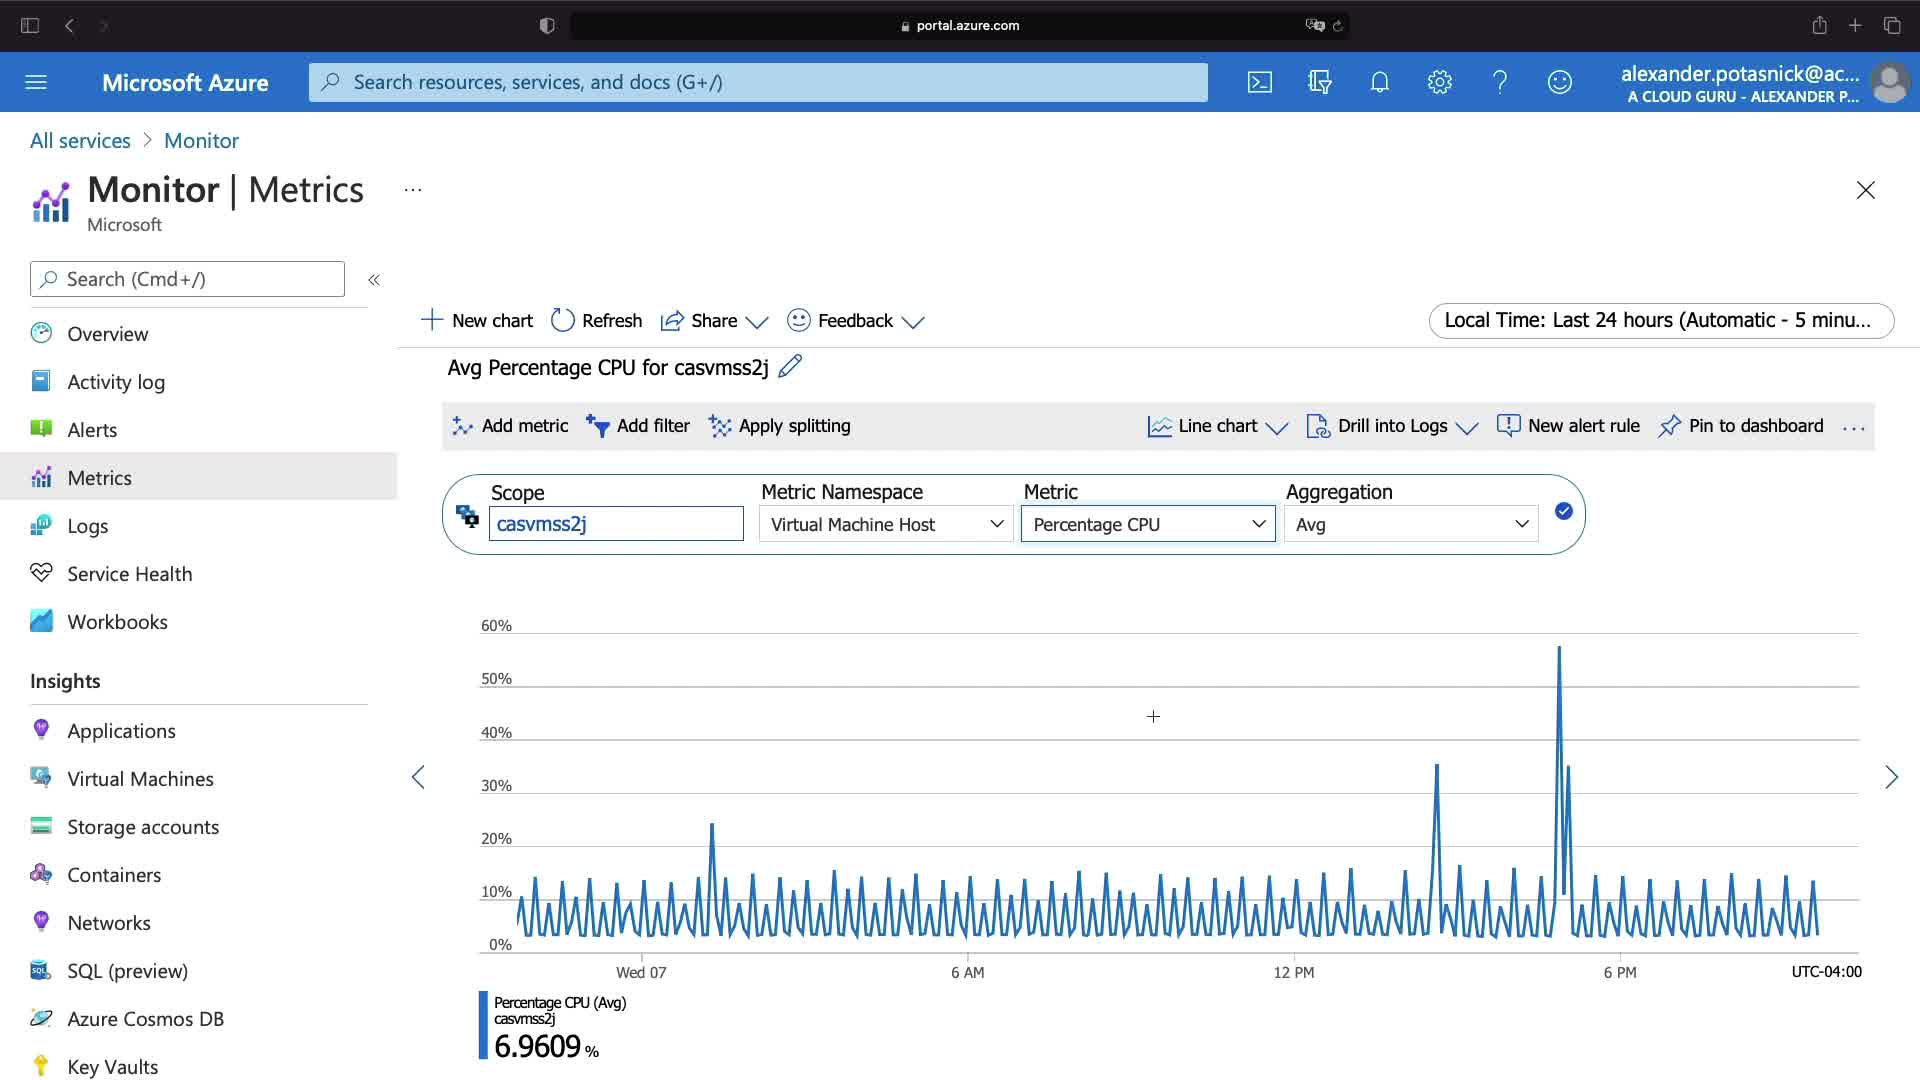 portal.azure.com
Microsoft Azure
Search resources, services, and docs (G+/)
alexander.potasnick@ac...
A CLOUD GURU - ALEXANDER P...
All services > Monitor
Monitor | Metrics ...
Microsoft
Search (Cmd+/)
«
Overview
Activity log
Alerts
Metrics
Logs
Service Health
Workbooks
Insights
Applications
Virtual Machines
Storage accounts
Containers
Networks
SQL (preview)
Azure Cosmos DB
Key Vaults
New chart Refresh Share Feedback
Local Time: Last 24 hours (Automatic - 5 minu...
Avg Percentage CPU for casvmss2j
Add metric Add filter Apply splitting
Line chart Drill into Logs New alert rule Pin to dashboard ...
Scope Metric Namespace Metric Aggregation
casvmss2j Virtual Machine Host Percentage CPU Avg
60%
50%
40%
30%
20%
10%
0%
Wed 07 6 AM 12 PM 6 PM UTC-04:00
Percentage CPU (Avg)
casvmss2j
6.9609 %